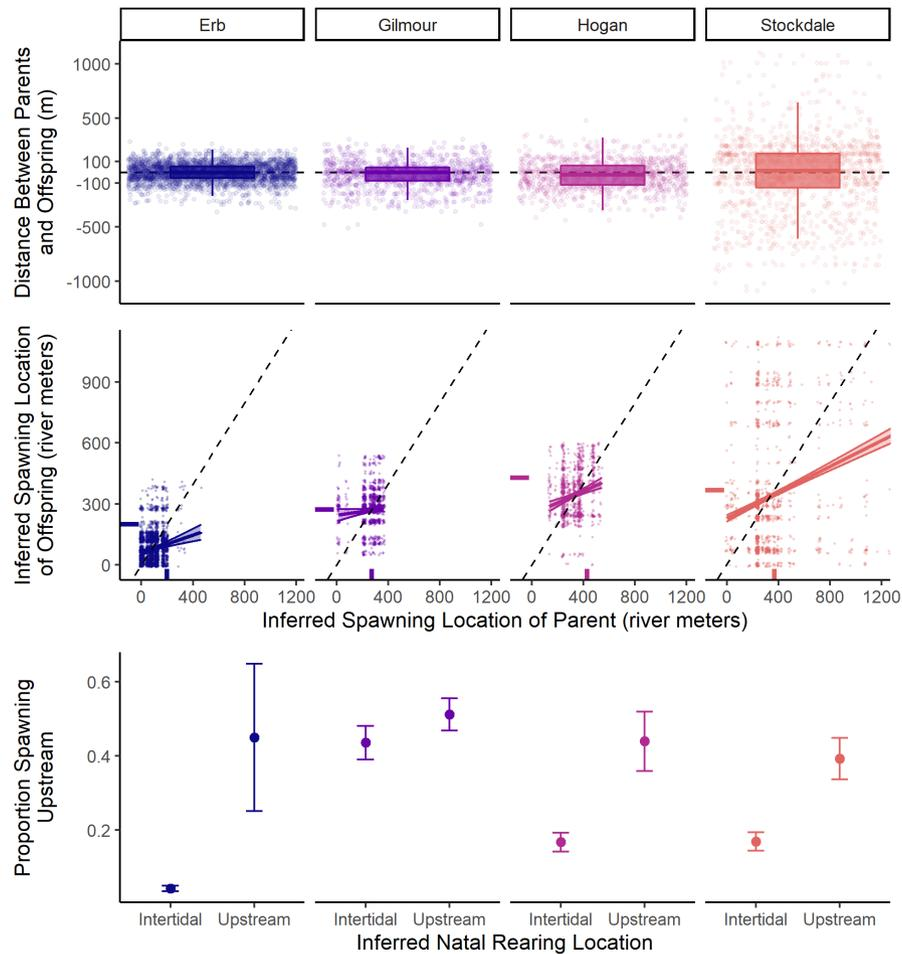 Erb Gilmour Hogan Stockdale
Distance Between Parents
and Offspring (m)
1000
500
100
-100
-500
-1000
Inferred Spawning Location
of Offspring (river meters)
900
600
300
0
0 400 800 1200 0 400 800 1200 0 400 800 1200 0 400 800 1200
Inferred Spawning Location of Parent (river meters)
Proportion Spawning
Upstream
0.6
0.4
0.2
Intertidal Upstream Intertidal Upstream Intertidal Upstream Intertidal Upstream
Inferred Natal Rearing Location